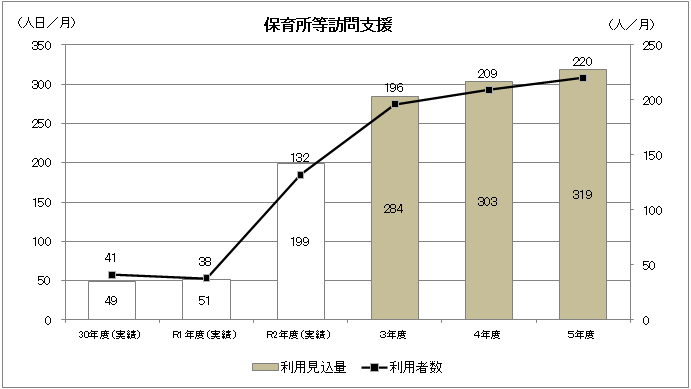 保育所等訪問支援
（人日／月）
（人／月）
350
300
250
200
150
100
50
0
250
200
150
100
50
0
41
38
132
196
209
220
49
51
199
284
303
319
30年度（実績）
R1年度（実績）
R2年度（実績）
3年度
4年度
5年度
利用見込量
利用者数